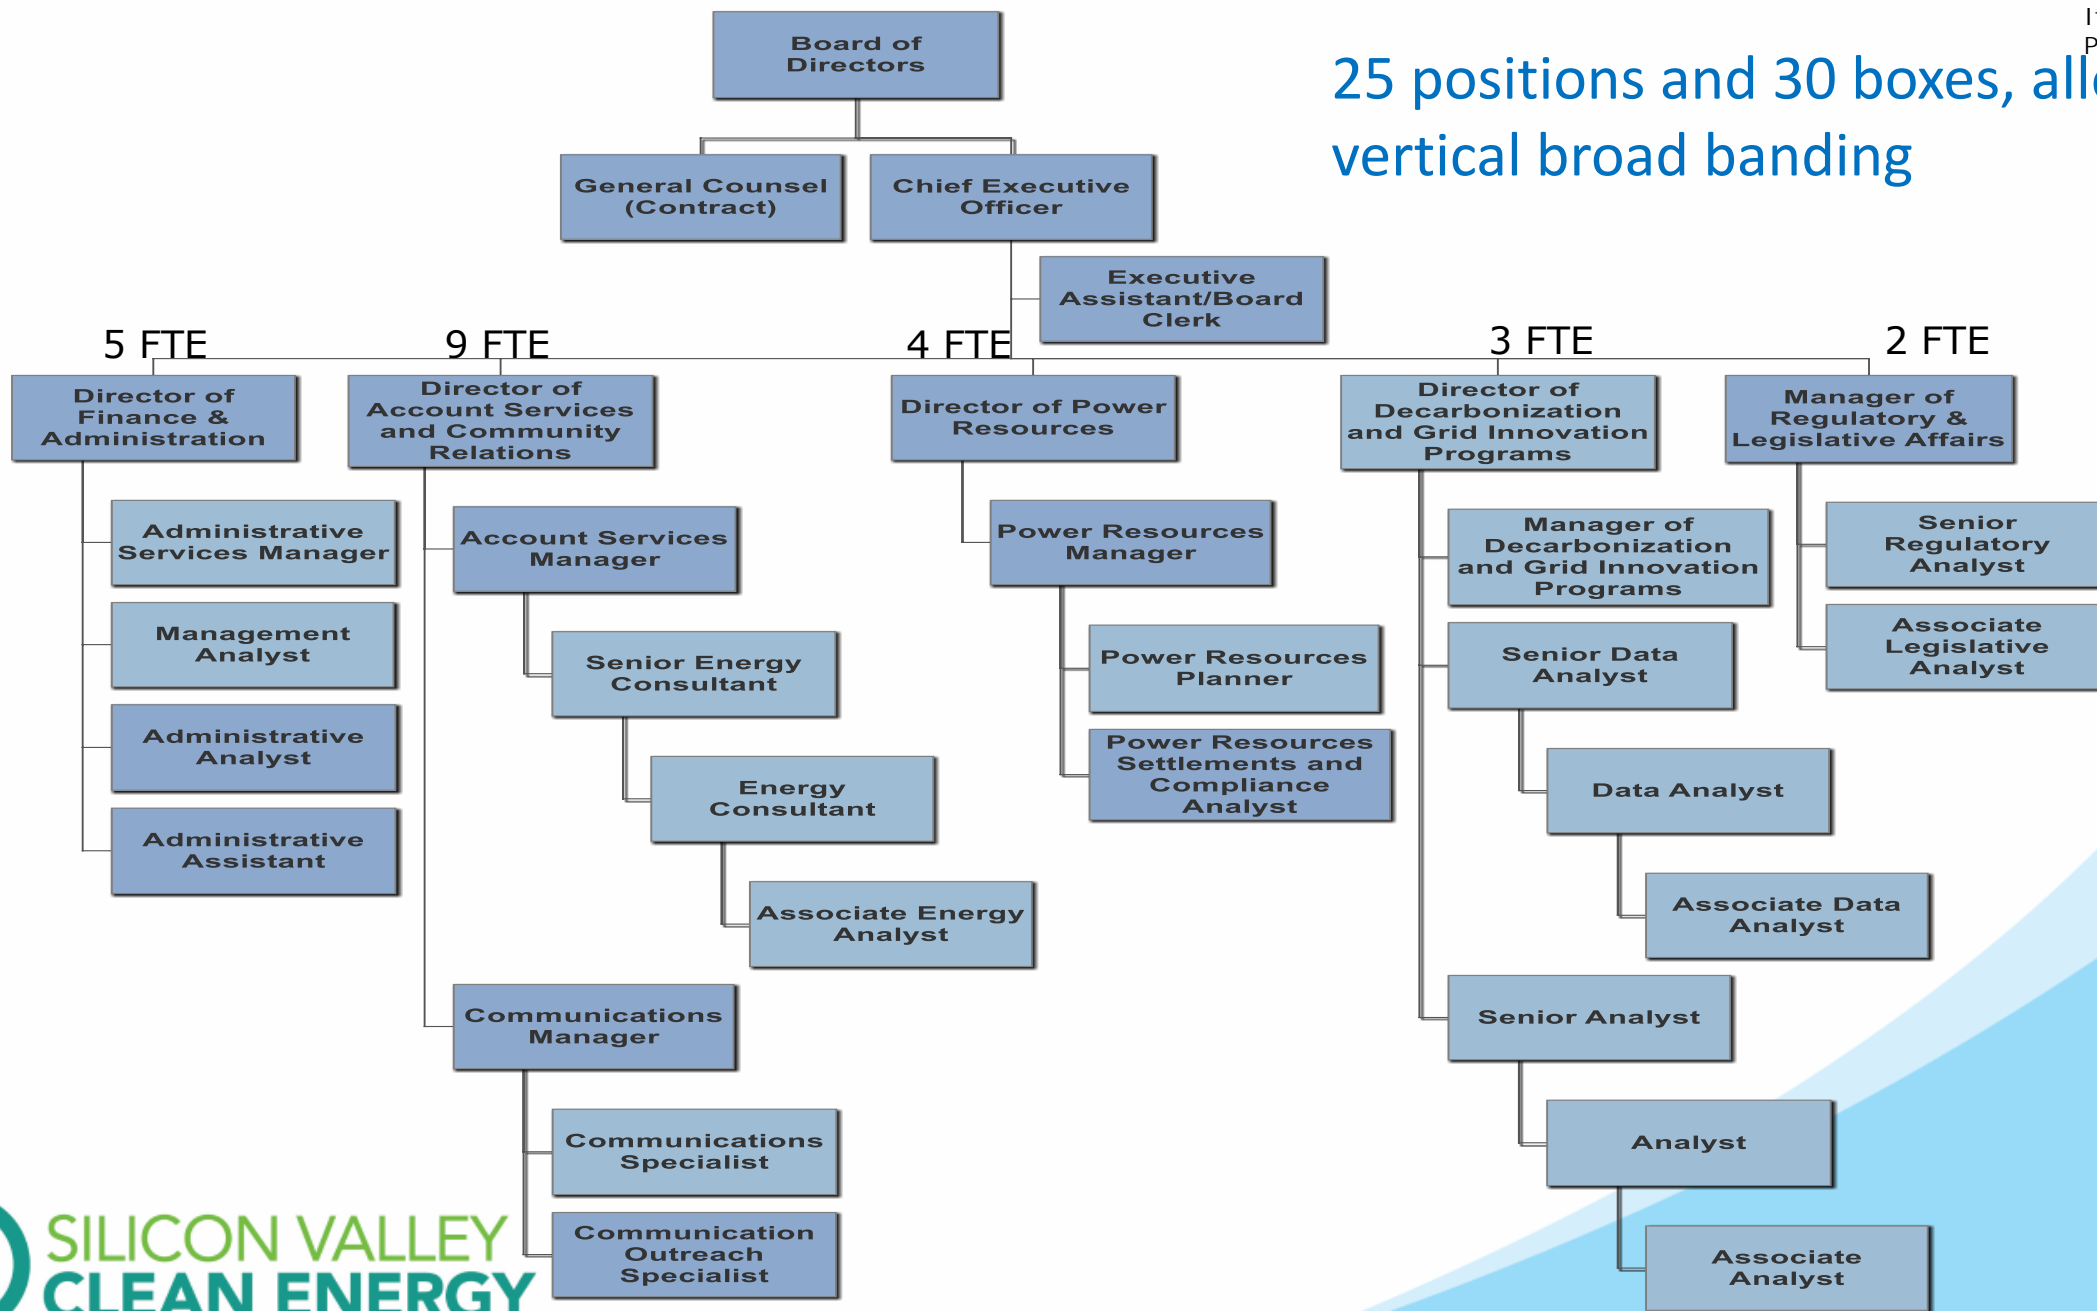 Board of
Directors
25 positions and 30 boxes,
vertical broad banding
General Counsel
(Contract)
Chief Executive
Officer
Executive
Assistant/Board
Clerk
5 FTE
9 FTE
4 FTE
3 FTE
2 FTE
Director of
Finance &
Administration
Director of
Account Services
and Community
Relations
Director of Power
Resources
Director of
Decarbonization
and Grid Innovation
Programs
Manager of
Regulatory &
Legislative Affairs
Administrative
Services Manager
Management
Analyst
Administrative
Analyst
Administrative
Assistant
Account Services
Manager
Senior Energy
Consultant
Energy
Consultant
Associate Energy
Analyst
Communications
Manager
Communications
Specialist
Communication
Outreach
Specialist
Power Resources
Manager
Power Resources
Planner
Power Resources
Settlements and
Compliance
Analyst
Manager of
Decarbonization
and Grid Innovation
Programs
Senior Data
Analyst
Data Analyst
Associate Data
Analyst
Senior Analyst
Analyst
Associate
Analyst
Senior
Regulatory
Analyst
Associate
Legislative
Analyst
SILICON VALLEY
CLEAN ENERGY